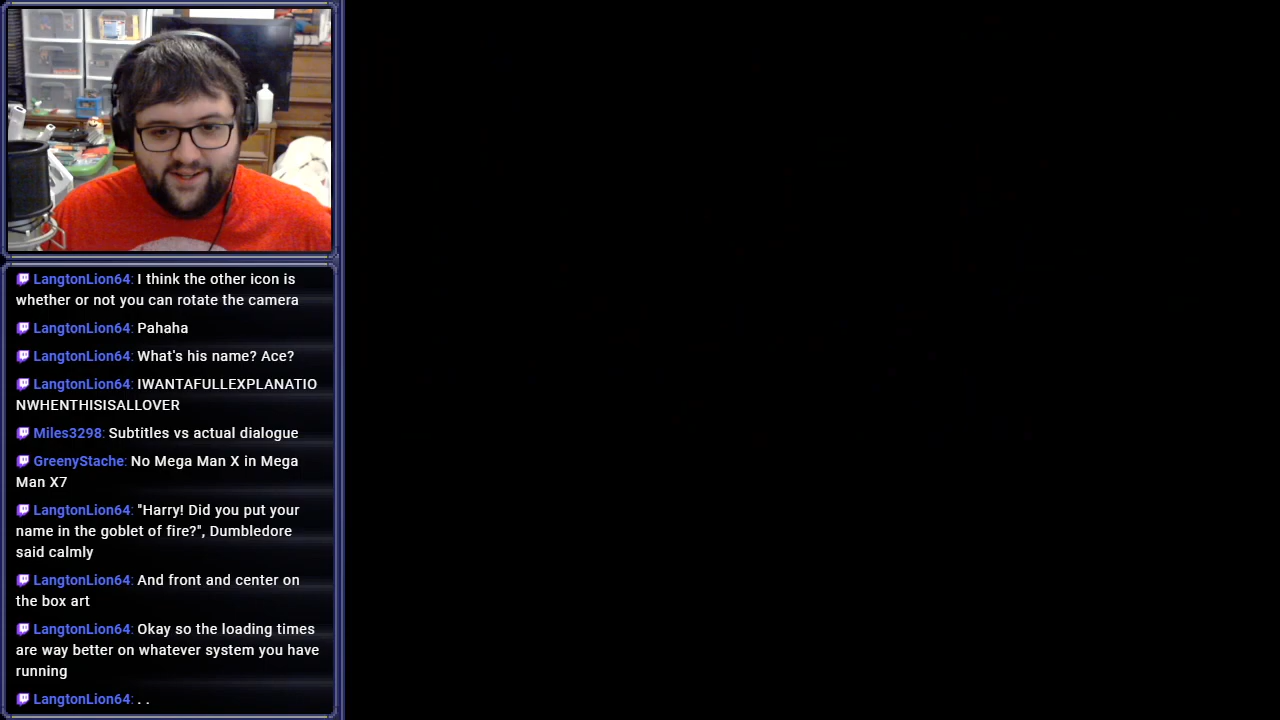 LangtonLion64: I think the other icon is
whether or not you can rotate the camera
LangtonLion64: Pahaha
LangtonLion64: What's his name? Ace?
LangtonLion64: IWANTAFULLEXPLANATIO
NWHENTHISISALLOVER
Miles3298: Subtitles vs actual dialogue
GreenyStache: No Mega Man X in Mega
Man X7
LangtonLion64: "Harry! Did you put your
name in the goblet of fire?", Dumbledore
said calmly
LangtonLion64: And front and center on
the box art
LangtonLion64: Okay so the loading times
are way better on whatever system you have
running
LangtonLion64: . .